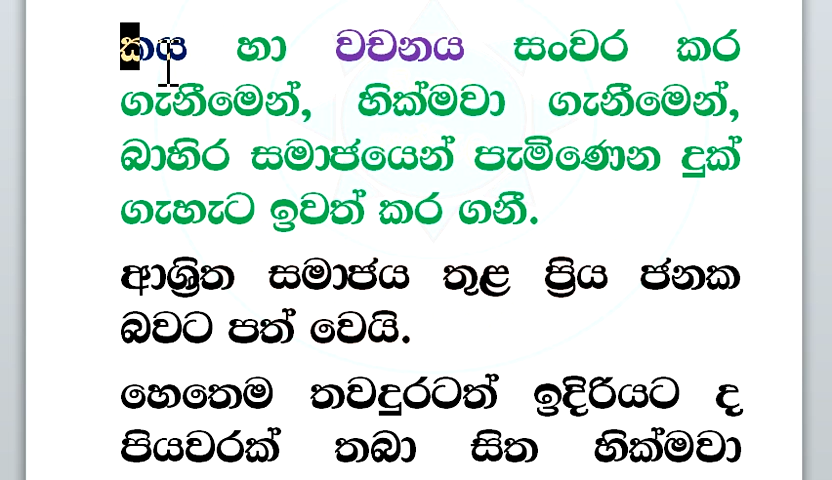 කය හා වචනය සංවර කර
ගැනීමෙන්, හික්මවා ගැනීමෙන්,
බාහිර සමාජයෙන් පැමිණෙන දුක්
ගැහැට ඉවත් කර ගනී.
ආශ්‍රිත සමාජය තුළ ප්‍රිය ජනක
බවට පත් වෙයි.
හෙතෙම තවදුරටත් ඉදිරියට ද
පියවරක් තබා සිත හික්මවා